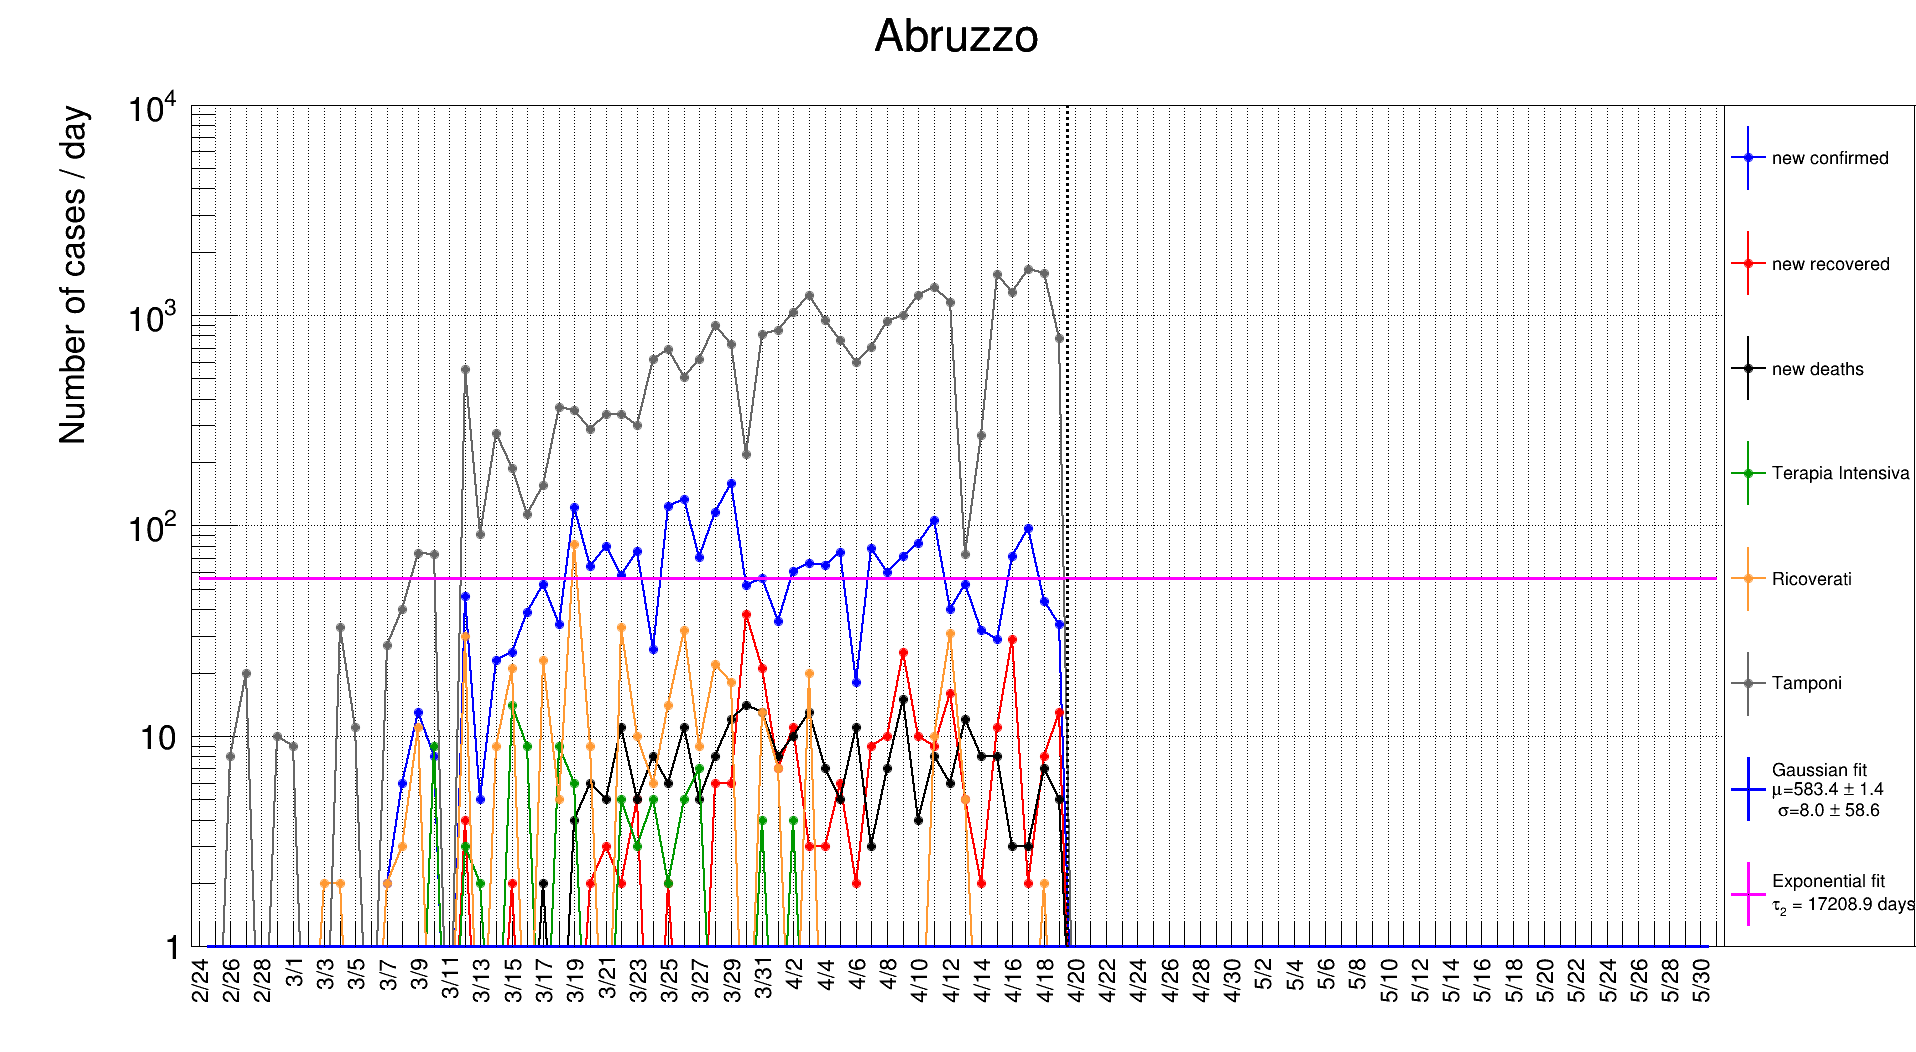 Abruzzo
Number of cases / day
10^4
10^3
10^2
10
1
2/24 2/26 2/28 3/1 3/3 3/5 3/7 3/9 3/11 3/13 3/15 3/17 3/19 3/21 3/23 3/25 3/27 3/29 3/31 4/2 4/4 4/6 4/8 4/10 4/12 4/14 4/16 4/18 4/20 4/22 4/24 4/26 4/28 4/30 5/2 5/4 5/6 5/8 5/10 5/12 5/14 5/16 5/18 5/20 5/22 5/24 5/26 5/28 5/30
new confirmed
new recovered
new deaths
Terapia Intensiva
Ricoverati
Tamponi
Gaussian fit
μ=583.4 ± 1.4
σ=8.0 ± 58.6
Exponential fit
τ₂ = 17208.9 days